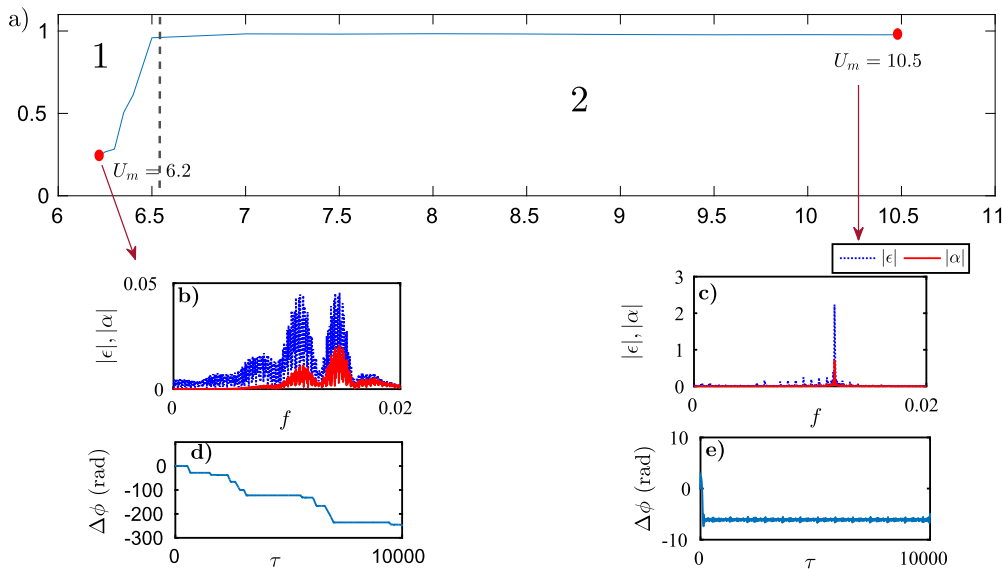 a)
1
0.5
0
1
2
U_m = 6.2
U_m = 10.5
6 6.5 7 7.5 8 8.5 9 9.5 10 10.5 11
|ϵ| |α|
b)
0.05
0
|ϵ|, |α|
0 f 0.02
c)
3
2
1
0
|ϵ|, |α|
0 f 0.02
d)
0
-100
-200
-300
Δϕ (rad)
0 τ 10000
e)
10
0
-10
Δϕ (rad)
0 τ 10000